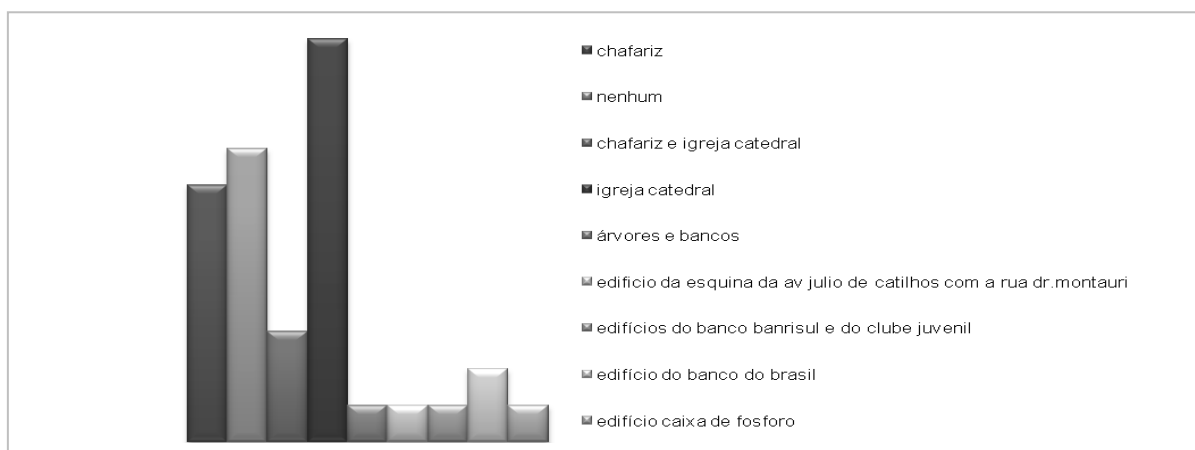 chafariz
nenhum
chafariz e igreja catedral
igreja catedral
árvores e bancos
edificio da esquina da av julio de catilhos com a rua dr.montauri
edifícios do banco banrisul e do clube juvenil
edifício do banco do brasil
edifício caixa de fosforo